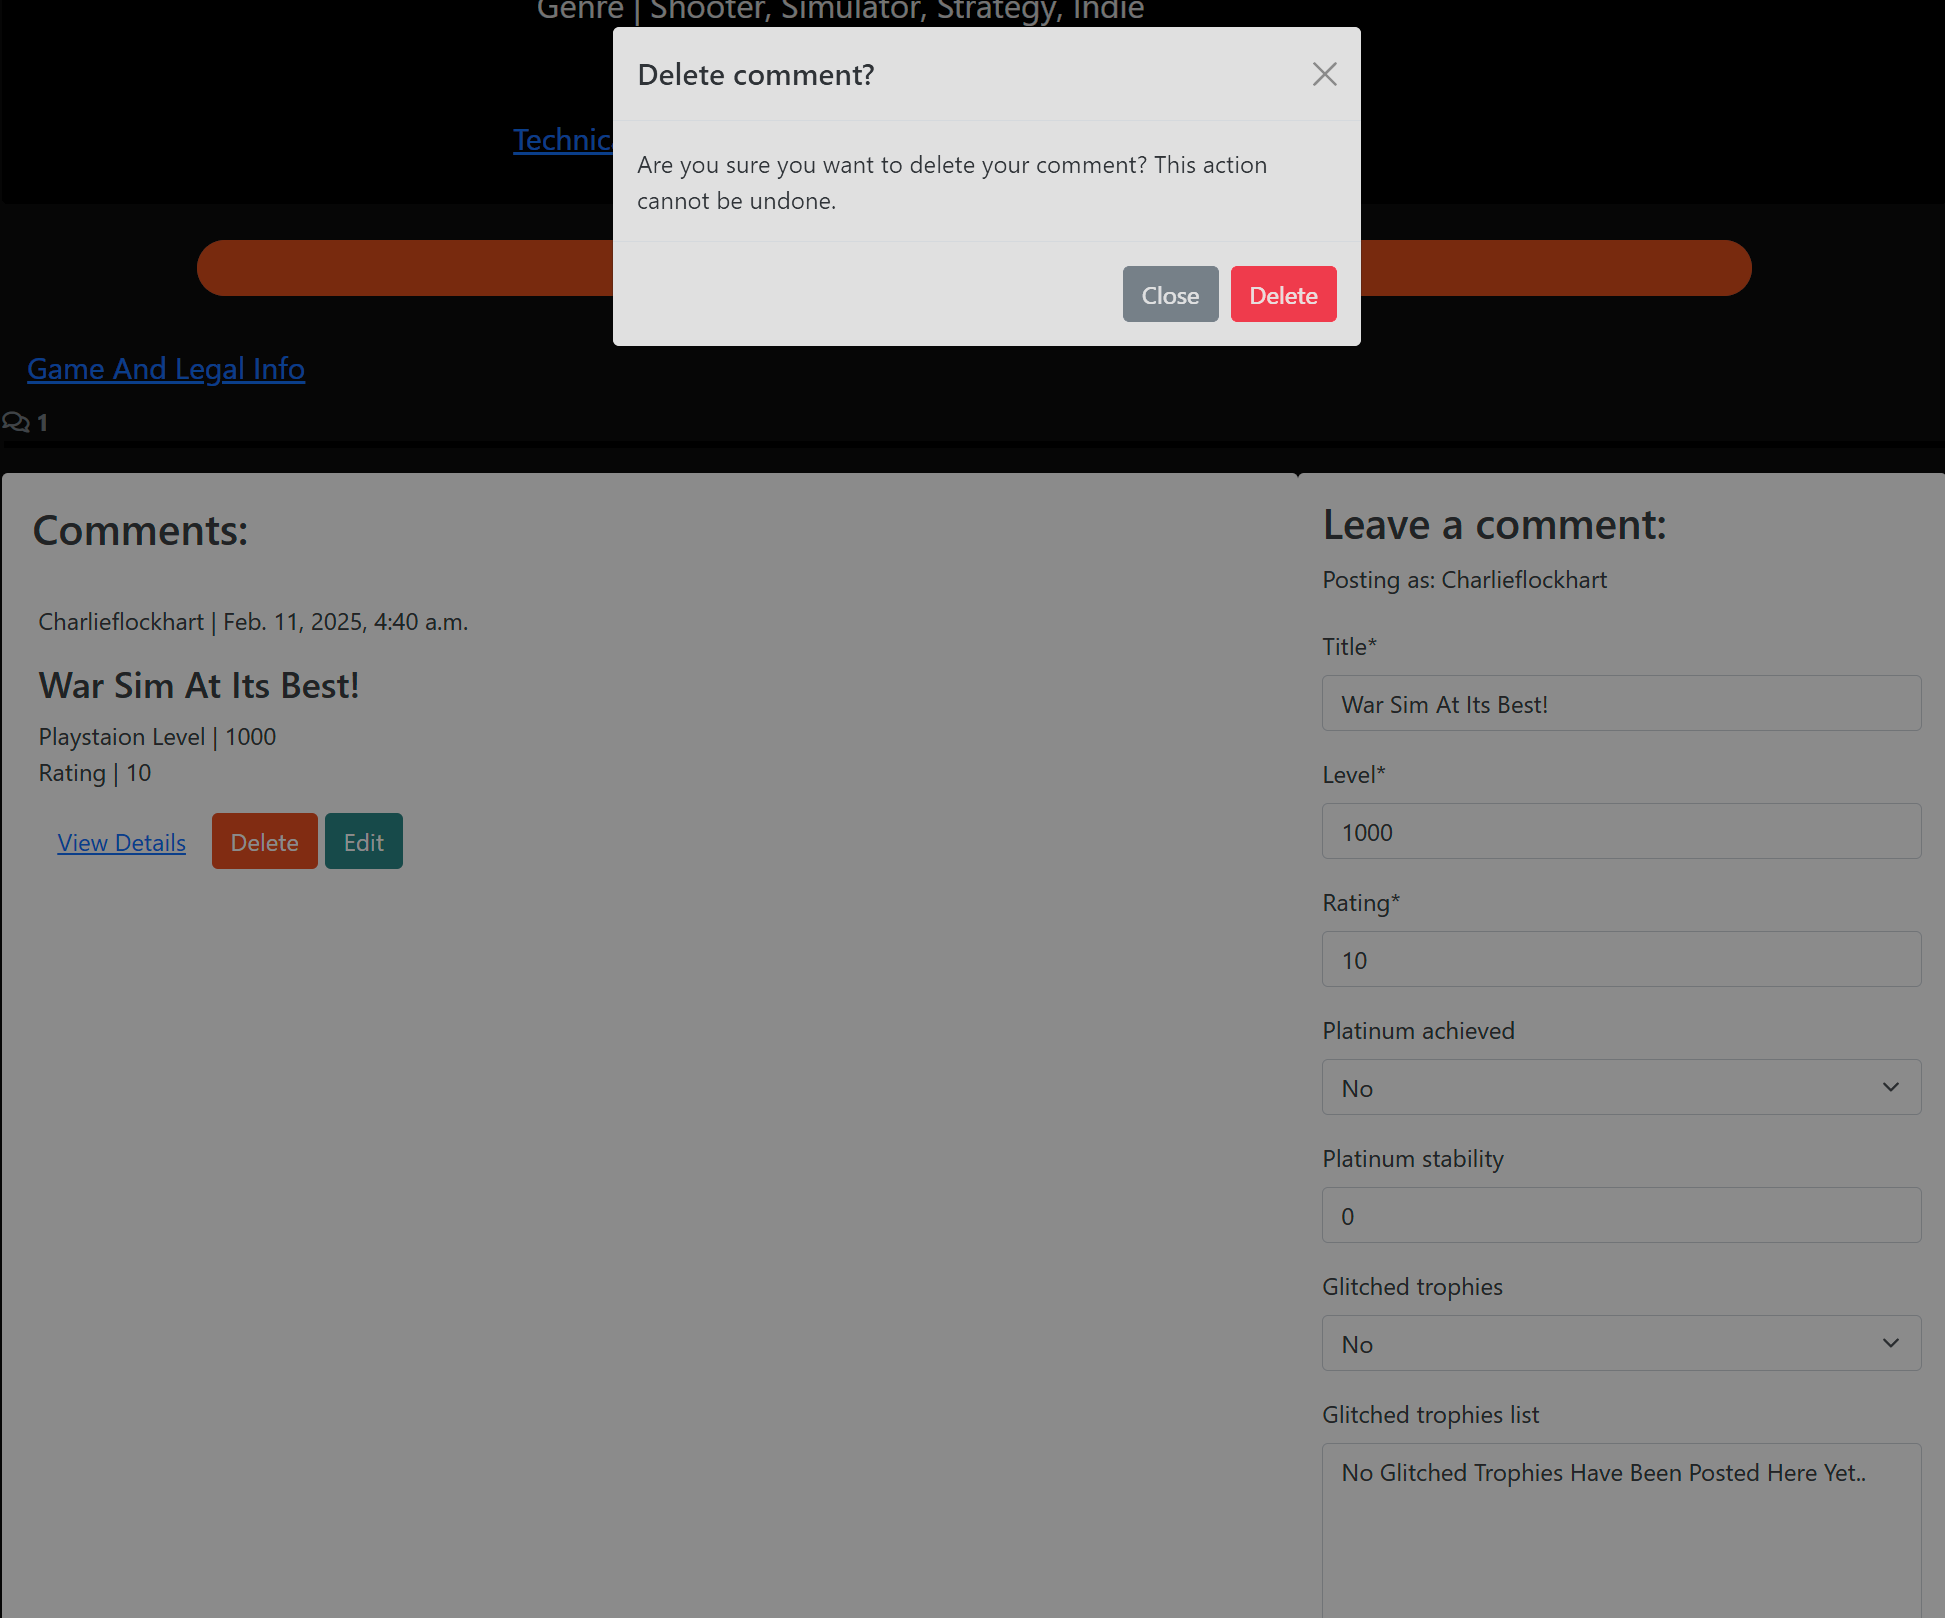 Genre | Shooter, Simulator, Strategy, Indie
Delete comment?
Technic
Are you sure you want to delete your comment? This action
cannot be undone.
Close Delete
Game And Legal Info
1
Comments:
Charlieflockhart | Feb. 11, 2025, 4:40 a.m.
War Sim At Its Best!
Playstaion Level | 1000
Rating | 10
View Details Delete Edit
Leave a comment:
Posting as: Charlieflockhart
Title*
War Sim At Its Best!
Level*
1000
Rating*
10
Platinum achieved
No
Platinum stability
0
Glitched trophies
No
Glitched trophies list
No Glitched Trophies Have Been Posted Here Yet..